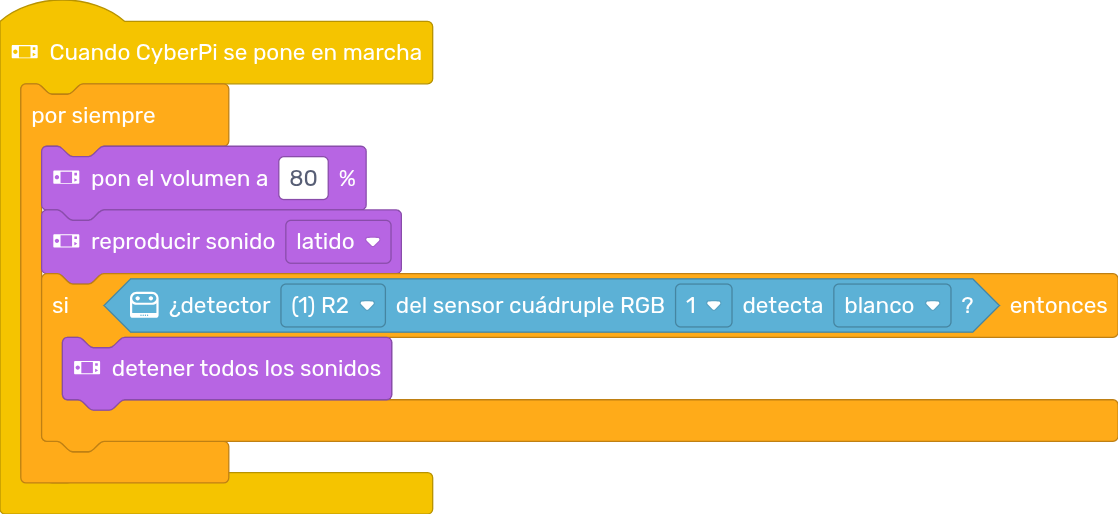 Cuando CyberPi se pone en marcha
por siempre
pon el volumen a 80 %
reproducir sonido latido
si ¿detector (1) R2 del sensor cuádruple RGB 1 detecta blanco ? entonces
detener todos los sonidos